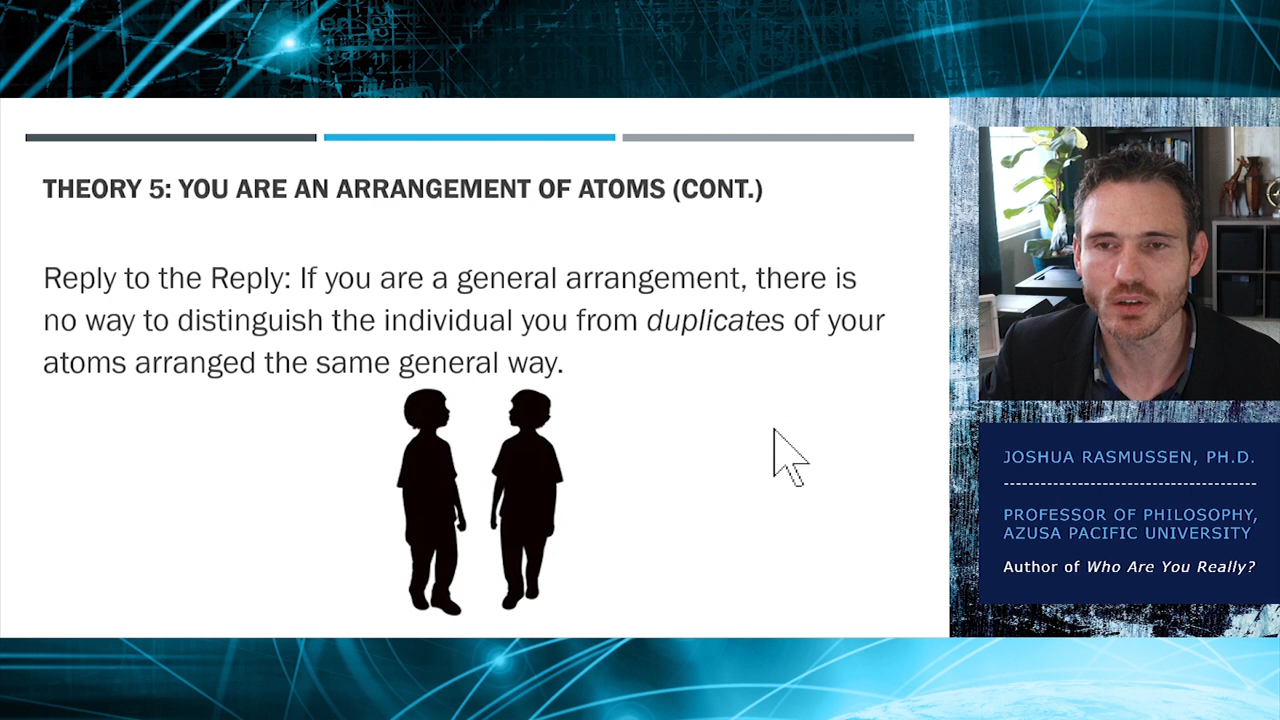 THEORY 5: YOU ARE AN ARRANGEMENT OF ATOMS (CONT.)
Reply to the Reply: If you are a general arrangement, there is
no way to distinguish the individual you from duplicates of your
atoms arranged the same general way.
JOSHUA RASMUSSEN, PH.D.
--------------------------------------------
PROFESSOR OF PHILOSOPHY,
AZUSA PACIFIC UNIVERSITY
Author of Who Are You Really?